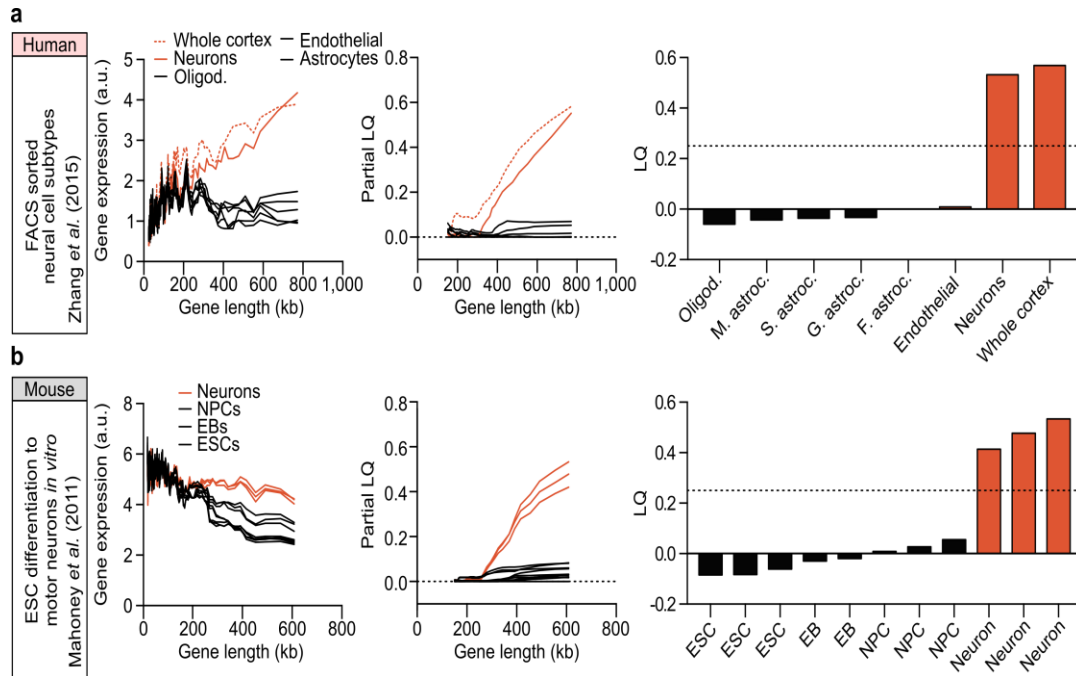 a
Human
FACS sorted
neural cell subtypes
Zhang et al. (2015)
Gene expression (a.u.)
5
4
3
2
1
0
0 200 400 600 800 1,000
Gene length (kb)
Whole cortex
Neurons
Oligod.
Endothelial
Astrocytes
Partial LQ
0.8
0.6
0.4
0.2
0.0
0 200 400 600 800 1,000
Gene length (kb)
LQ
0.6
0.4
0.2
0.0
-0.2
Oligod.
M. astroc.
S. astroc.
G. astroc.
F. astroc.
Endothelial
Neurons
Whole cortex
b
Mouse
ESC differentiation to
motor neurons in vitro
Mahoney et al. (2011)
Gene expression (a.u.)
8
6
4
2
0
0 200 400 600 800
Gene length (kb)
Neurons
NPCs
EBs
ESCs
Partial LQ
0.8
0.6
0.4
0.2
0.0
0 200 400 600 800
Gene length (kb)
LQ
0.6
0.4
0.2
0.0
-0.2
ESC
ESC
ESC
EB
EB
NPC
NPC
NPC
Neuron
Neuron
Neuron